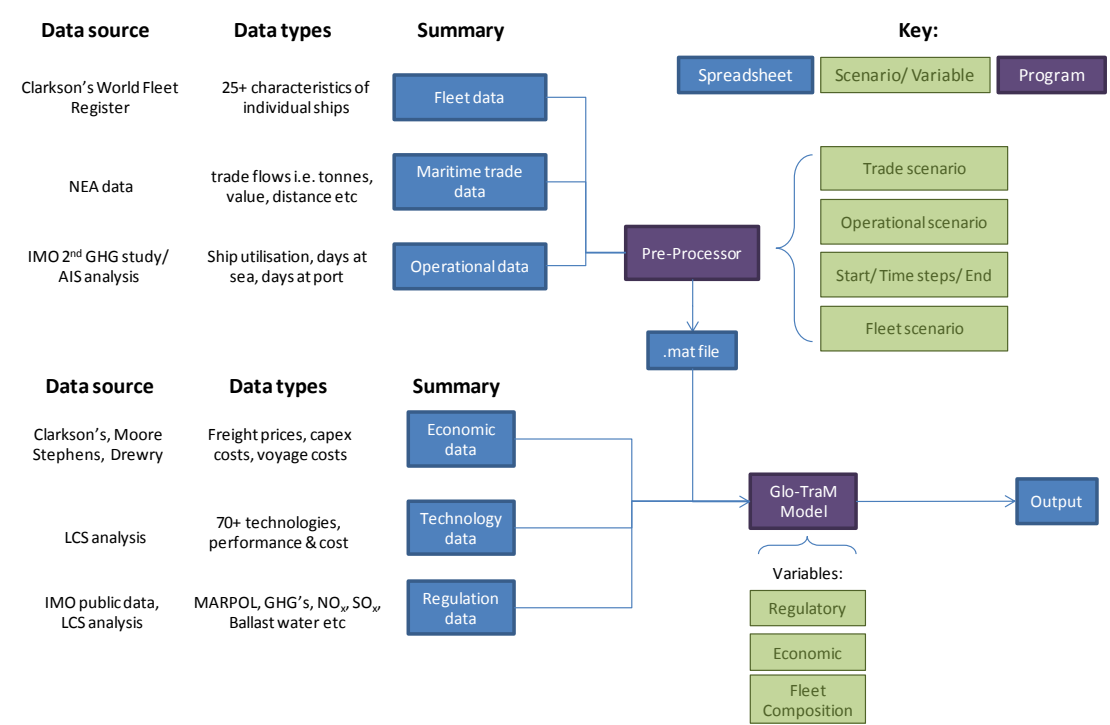 Data source
Data types
Summary
Key:
Clarkson's World Fleet
Register
25+ characteristics of
individual ships
Fleet data
Spreadsheet
Scenario/ Variable
Program
NEA data
trade flows i.e. tonnes,
value, distance etc
Maritime trade
data
Trade scenario
Operational scenario
Start/ Time steps/ End
Fleet scenario
IMO 2nd GHG study/
AIS analysis
Ship utilisation, days at
sea, days at port
Operational data
Pre-Processor
.mat file
Data source
Data types
Summary
Clarkson's, Moore
Stephens, Drewry
Freight prices, capex
costs, voyage costs
Economic
data
LCS analysis
70+ technologies,
performance & cost
Technology
data
Glo-TraM
Model
Output
IMO public data,
LCS analysis
MARPOL, GHG's, NOx, SOx,
Ballast water etc
Regulation
data
Variables:
Regulatory
Economic
Fleet
Composition